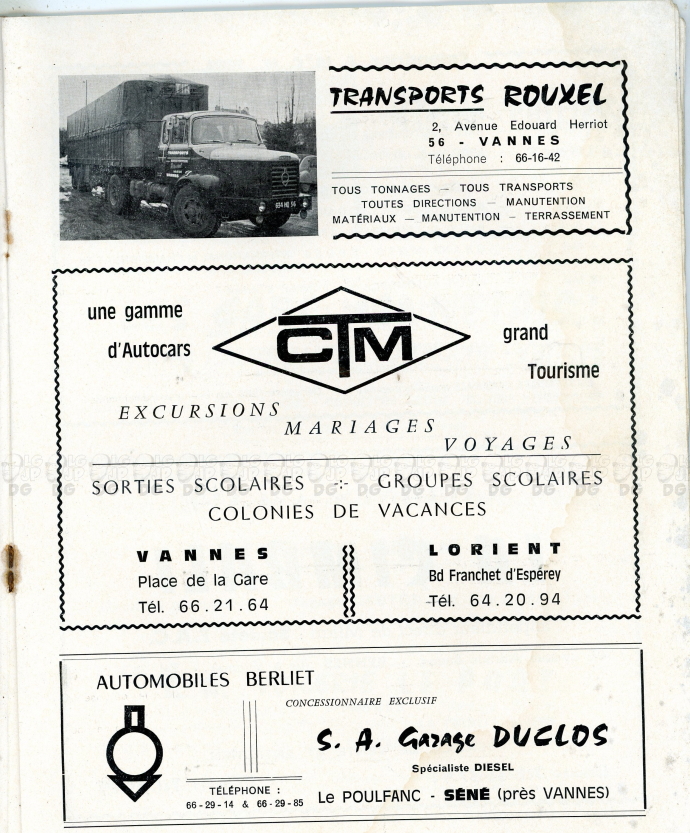 TRANSPORTS ROUXEL
2, Avenue Edouard Herriot
56 - VANNES
Téléphone : 66-16-42
TOUS TONNAGES — TOUS TRANSPORTS
TOUTES DIRECTIONS — MANUTENTION
MATÉRIAUX — MANUTENTION - TERRASSEMENT
une gamme
d'Autocars
CTM
grand
Tourisme
EXCURSIONS
MARIAGES
VOYAGES
SORTIES SCOLAIRES -:- GROUPES SCOLAIRES
COLONIES DE VACANCES
VANNES
Place de la Gare
Tél. 66.21.64
LORIENT
Bd Franchet d'Espérey
Tél. 64.20.94
AUTOMOBILES BERLIET
CONCESSIONNAIRE EXCLUSIF
S. A. Garage DUCLOS
Spécialiste DIESEL
TÉLÉPHONE :
66-29-14 & 66-29-85
Le POULFANC - SÉNÉ (près VANNES)